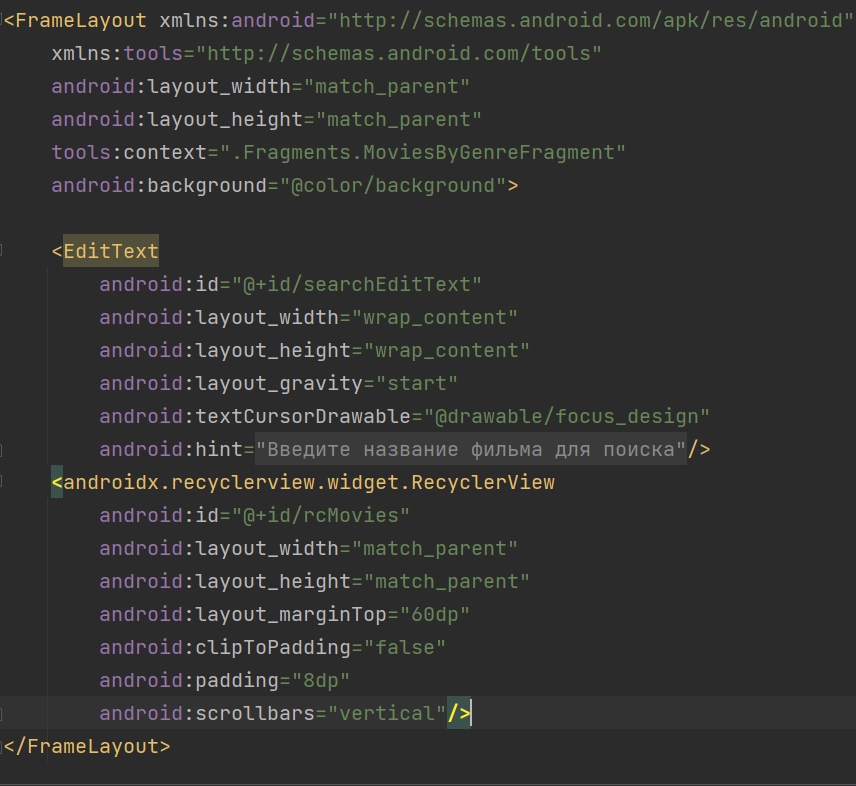 <FrameLayout xmlns:android="http://schemas.android.com/apk/res/android"
    xmlns:tools="http://schemas.android.com/tools"
    android:layout_width="match_parent"
    android:layout_height="match_parent"
    tools:context=".Fragments.MoviesByGenreFragment"
    android:background="@color/background">

    <EditText
        android:id="@+id/searchEditText"
        android:layout_width="wrap_content"
        android:layout_height="wrap_content"
        android:layout_gravity="start"
        android:textCursorDrawable="@drawable/focus_design"
        android:hint="Введите название фильма для поиска"/>
    <androidx.recyclerview.widget.RecyclerView
        android:id="@+id/rcMovies"
        android:layout_width="match_parent"
        android:layout_height="match_parent"
        android:layout_marginTop="60dp"
        android:clipToPadding="false"
        android:padding="8dp"
        android:scrollbars="vertical"/>
</FrameLayout>